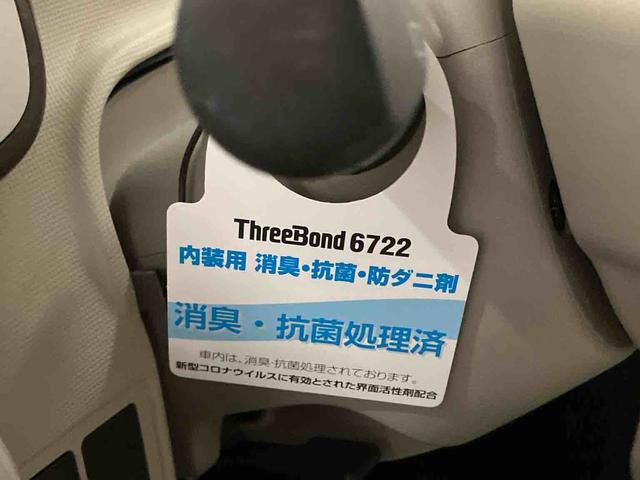 ThreeBond 6722
内装用 消臭・抗菌・防ダニ剤
消臭・抗菌処理済
車内は、消臭・抗菌処理されております。
新型コロナウイルスに有効とされた界面活性剤配合